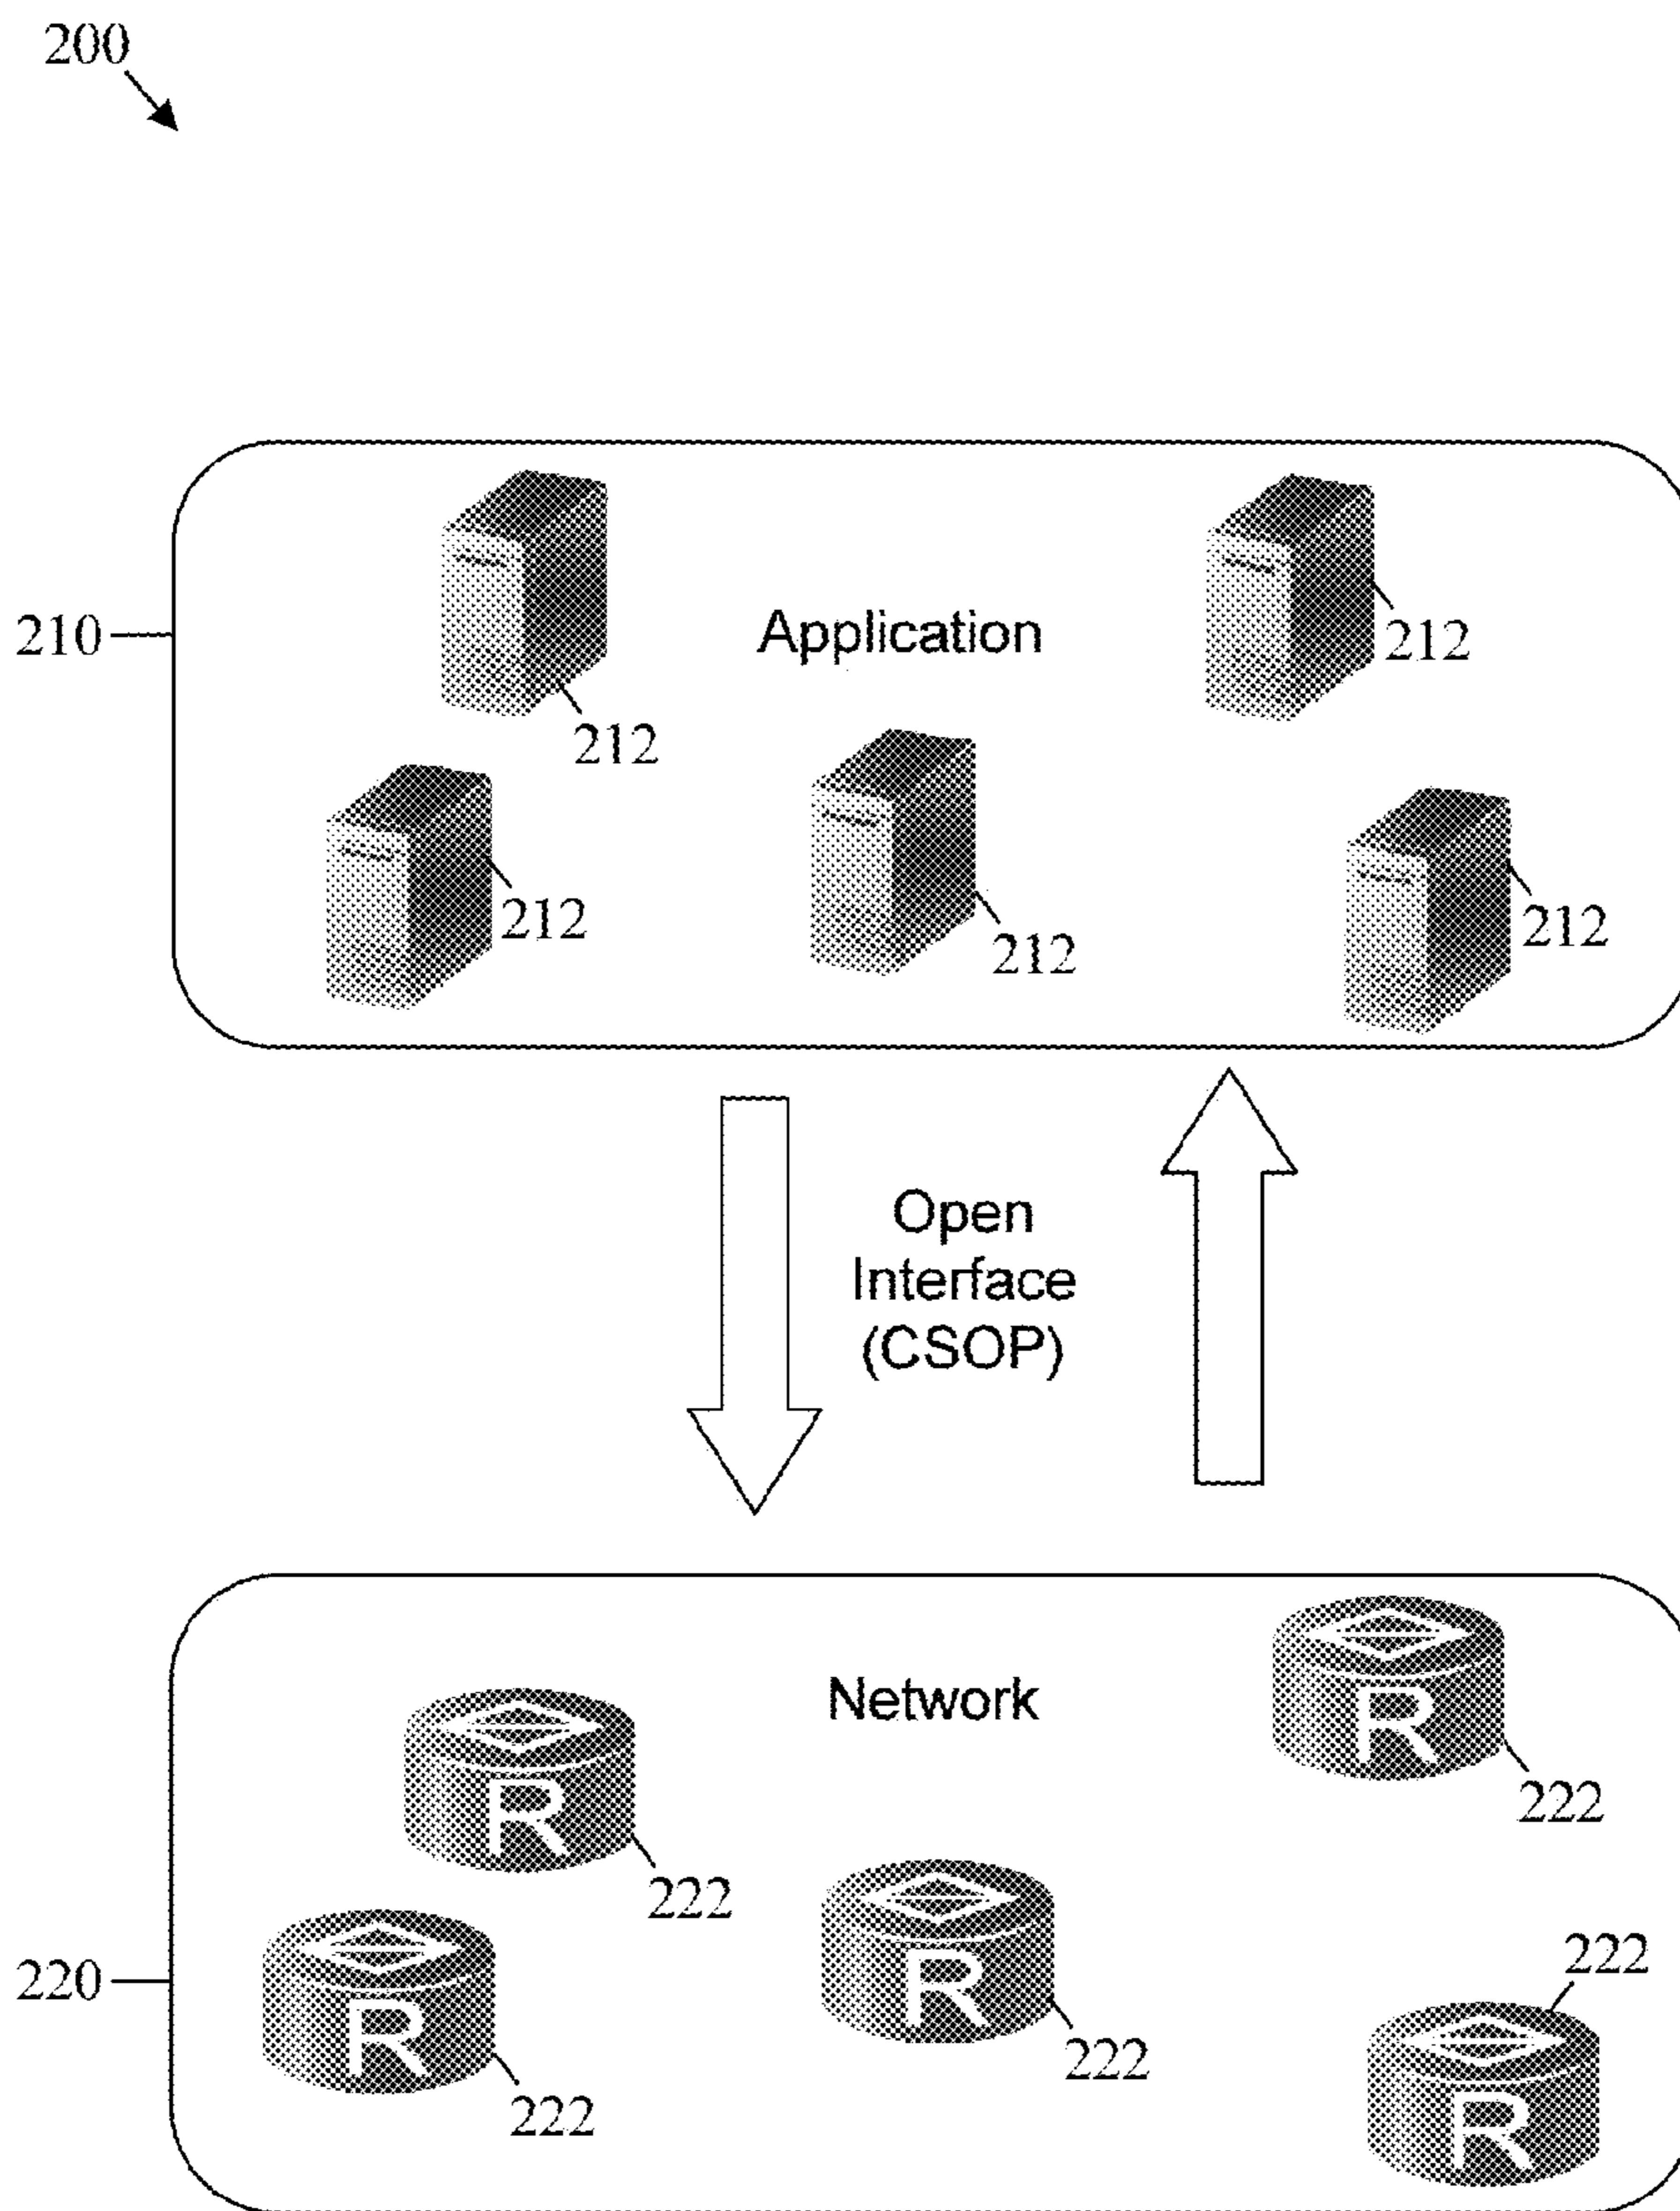 200
210
Application
212
212
212
212
212
Open
Interface
(CSOP)
Network
R
222
R
222
R
222
R
222
220
222
R